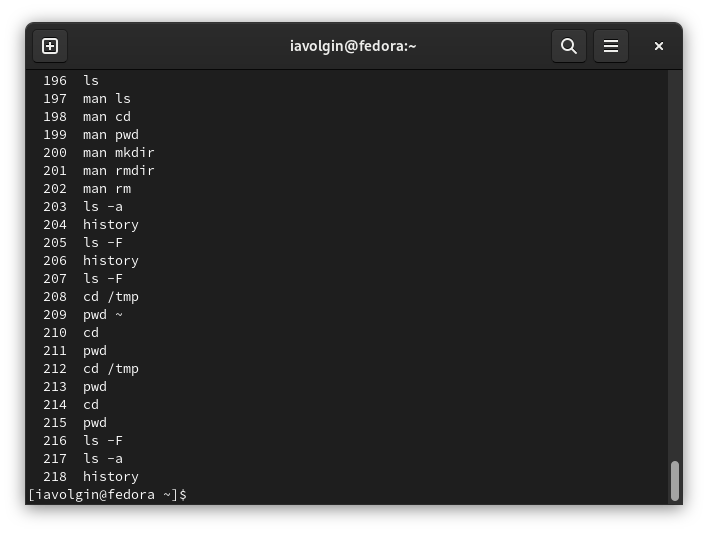 iavolgin@fedora:~
196 ls
197 man ls
198 man cd
199 man pwd
200 man mkdir
201 man rmdir
202 man rm
203 ls -a
204 history
205 ls -F
206 history
207 ls -F
208 cd /tmp
209 pwd ~
210 cd
211 pwd
212 cd /tmp
213 pwd
214 cd
215 pwd
216 ls -F
217 ls -a
218 history
[iavolgin@fedora ~]$